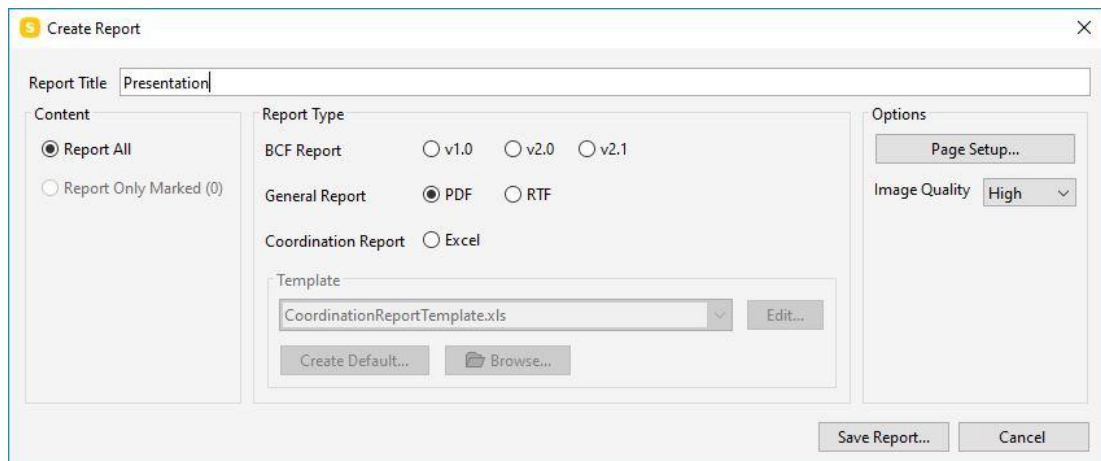 S Create Report
Report Title Presentation
Content
Report All
Report Only Marked (0)
Report Type
BCF Report v1.0 v2.0 v2.1
General Report PDF RTF
Coordination Report Excel
Template
CoordinationReportTemplate.xls Edit...
Create Default... Browse...
Options
Page Setup...
Image Quality High
Save Report... Cancel